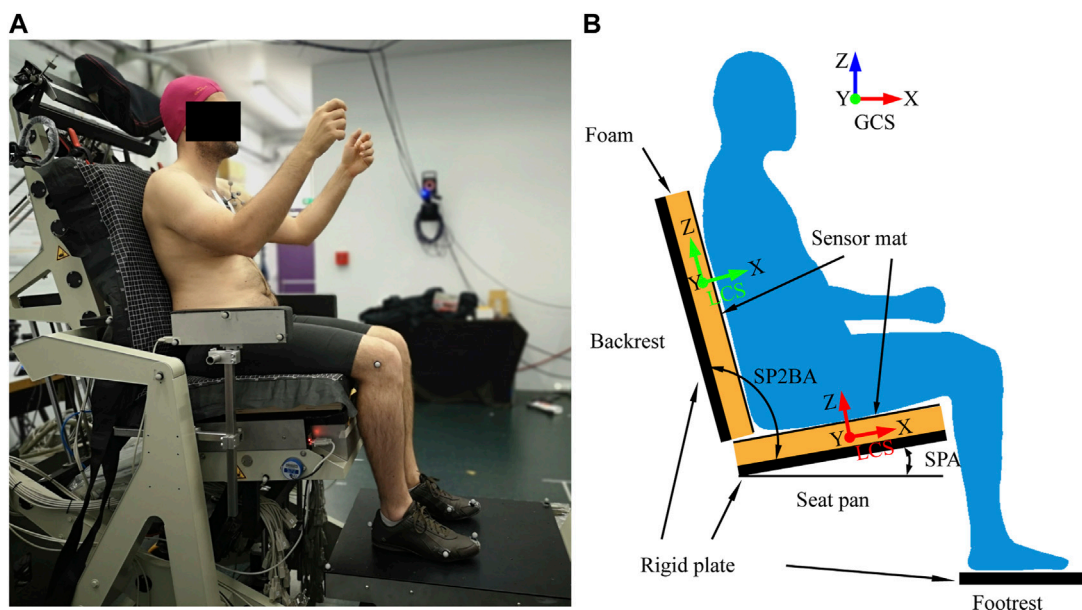 A
B
Z
Y
X
GCS
Foam
Z
X
Y
LCS
Sensor mat
Backrest
SP2BA
Z
Y
X
LCS
SPA
Seat pan
Rigid plate
Footrest